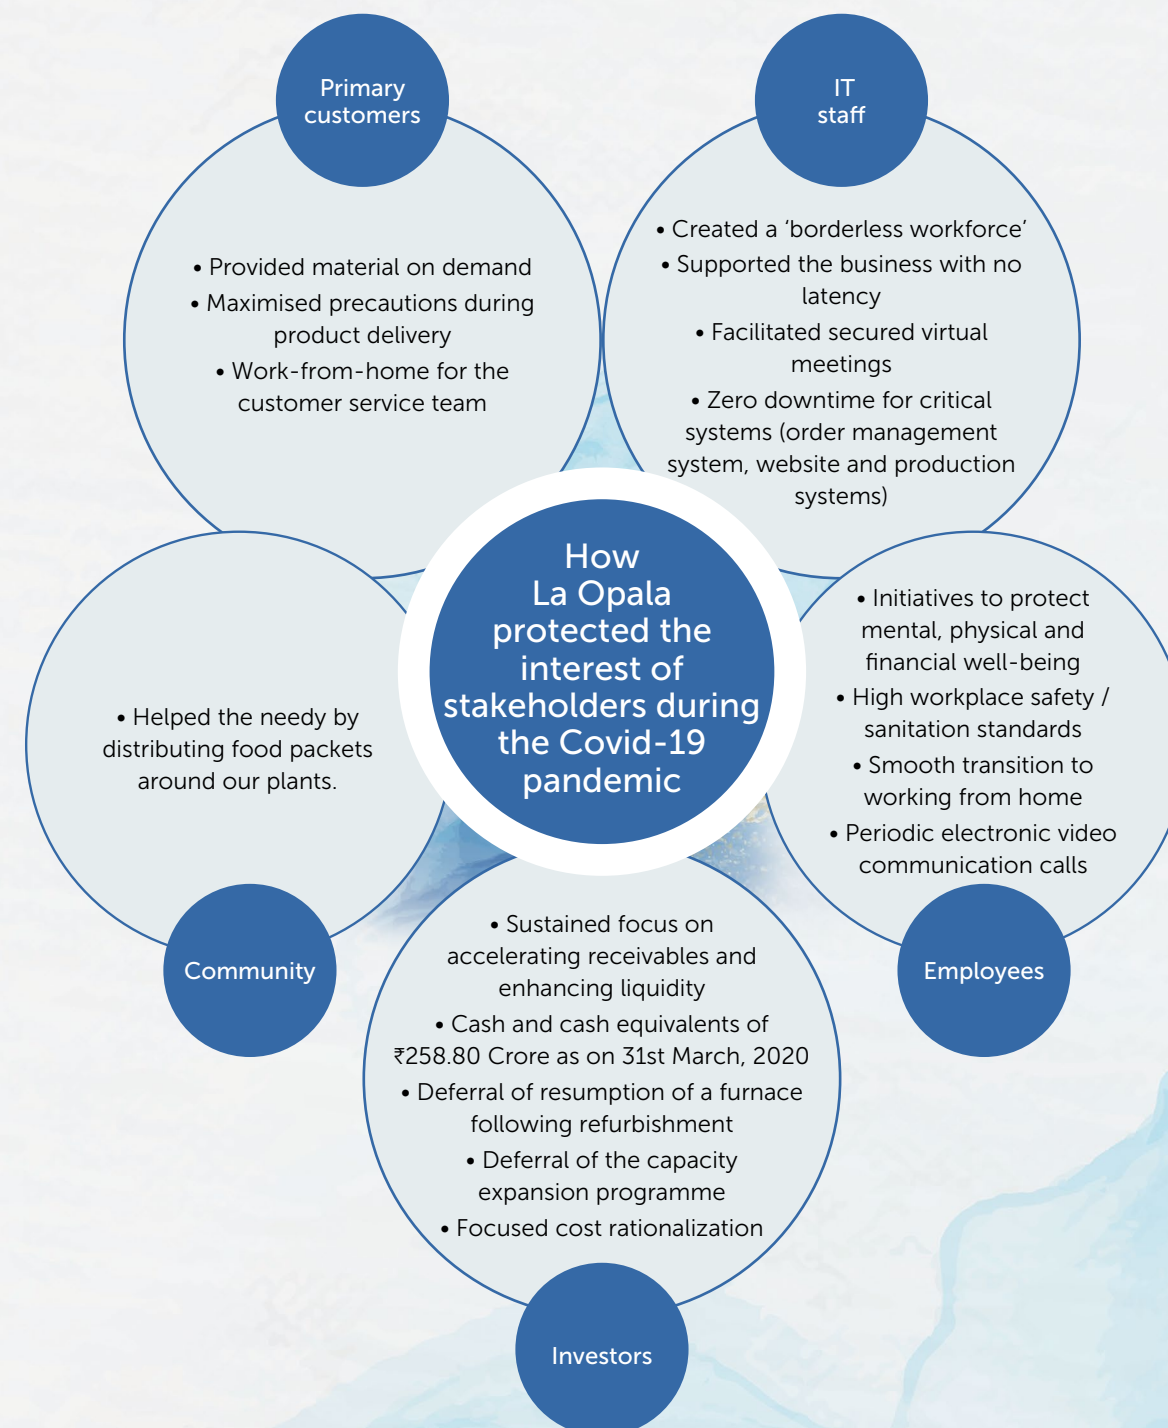 Primary
customers
• Provided material on demand
• Maximised precautions during
product delivery
• Work-from-home for the
customer service team
IT
staff
• Created a ‘borderless workforce’
• Supported the business with no
latency
• Facilitated secured virtual
meetings
• Zero downtime for critical
systems (order management
system, website and production
systems)
How
La Opala
protected the
interest of
stakeholders during
the Covid-19
pandemic
• Helped the needy by
distributing food packets
around our plants.
Community
• Initiatives to protect
mental, physical and
financial well-being
• High workplace safety /
sanitation standards
• Smooth transition to
working from home
• Periodic electronic video
communication calls
Employees
• Sustained focus on
accelerating receivables and
enhancing liquidity
• Cash and cash equivalents of
₹258.80 Crore as on 31st March, 2020
• Deferral of resumption of a furnace
following refurbishment
• Deferral of the capacity
expansion programme
• Focused cost rationalization
Investors